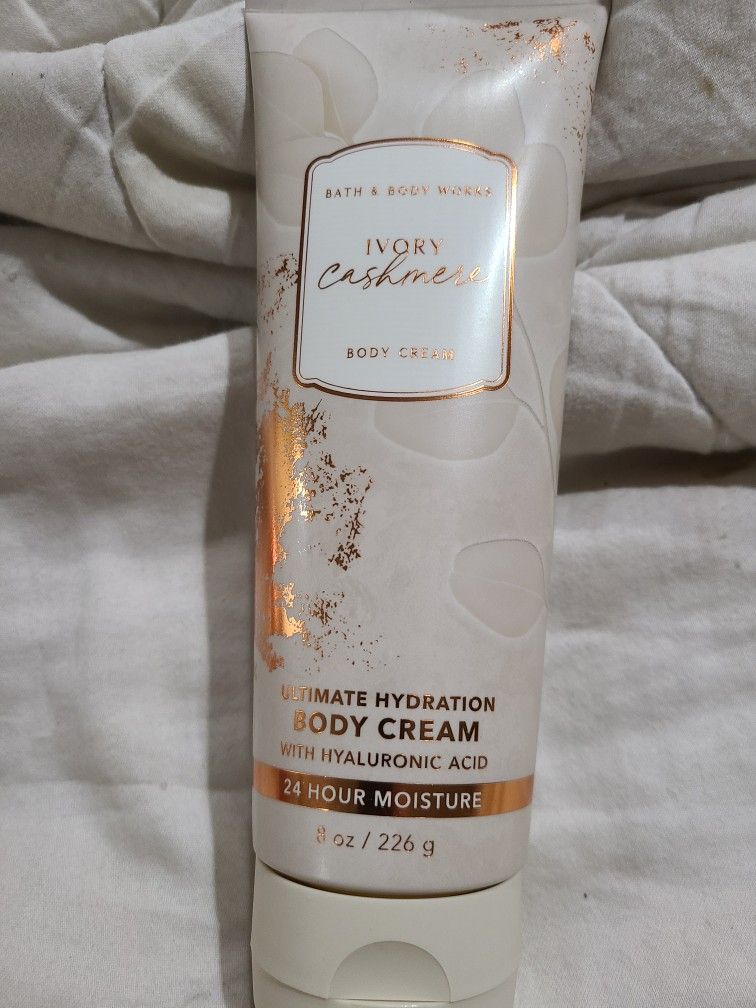 BATH & BODY WORKS
IVORY
cashmere
BODY CREAM
ULTIMATE HYDRATION
BODY CREAM
WITH HYALURONIC ACID
24 HOUR MOISTURE
8 oz / 226 g